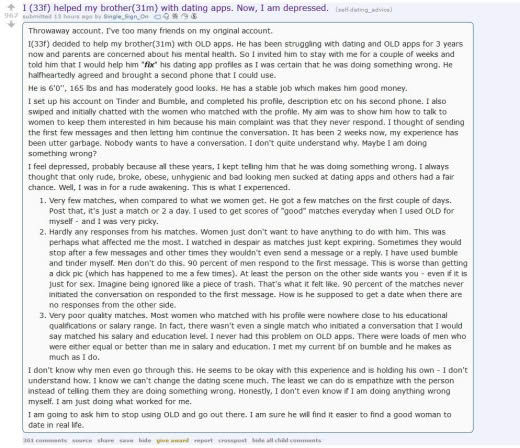 I (33f) helped my brother(31m) with dating apps. Now, I am depressed. (self.dating_advice)
967 submitted 13 hours ago by Single_Sign_On
Throwaway account. I've too many friends on my original account.
I(33f) decided to help my brother(31m) with OLD apps. He has been struggling with dating and OLD apps for 3 years
now and parents are concerned about his mental health. So I invited him to stay with me for a couple of weeks and
told him that I would help him "fix" his dating app profiles as I was certain that he was doing something wrong. He
halfheartedly agreed and brought a second phone that I could use.
He is 6'0'', 165 lbs and has moderately good looks. He has a stable job which makes him good money.
I set up his account on Tinder and Bumble, and completed his profile, description etc on his second phone. I also
swiped and initially chatted with the women who matched with the profile. My aim was to show him how to talk to
women to keep them interested in him because his main complaint was that they never respond. I thought of sending
the first few messages and then letting him continue the conversation. It has been 2 weeks now, my experience has
been utter garbage. Nobody wants to have a conversation. I don't quite understand why. Maybe I am doing
something wrong?
I feel depressed, probably because all these years, I kept telling him that he was doing something wrong. I always
thought that only rude, broke, obese, unhygienic and bad looking men sucked at dating apps and others had a fair
chance. Well, I was in for a rude awakening. This is what I experienced.
1. Very few matches, when compared to what we women get. He got a few matches on the first couple of days.
Post that, it's just a match or 2 a day. I used to get scores of "good" matches everyday when I used OLD for
myself - and I was very picky.
2. Hardly any responses from his matches. Women just don't want to have anything to do with him. This was
perhaps what affected me the most. I watched in despair as matches just kept expiring. Sometimes they would
stop after a few messages and other times they wouldn't even send a message or a reply. I have used bumble
and tinder myself. Men don't do this. 90 percent of men respond to the first message. This is worse than getting
a dick pic (which has happened to me a few times). At least the person on the other side wants you - even if it is
just for sex. Imagine being ignored like a piece of trash. That's what it felt like. 90 percent of the matches never
initiated the conversation on responded to the first message. How is he supposed to get a date when there are
no responses from the other side.
3. Very poor quality matches. Most women who matched with his profile were nowhere close to his educational
qualifications or salary range. In fact, there wasn't even a single match who initiated a conversation that I would
say matched his salary and education level. I never had this problem on OLD apps. There were loads of men who
were either equal or better than me in salary and education. I met my current bf on bumble and he makes as
much as I do.
I don't know why men even go through this. He seems to be okay with this experience and is holding his own - I don't
understand how. I know we can't change the dating scene much. The least we can do is empathize with the person
instead of telling them they are doing something wrong. Honestly, I don't even know if I am doing anything wrong
myself. I am just doing what worked for me.
I am going to ask him to stop using OLD and go out there. I am sure he will find it easier to find a good woman to
date in real life.
361 comments source share save hide give award report crosspost hide all child comments